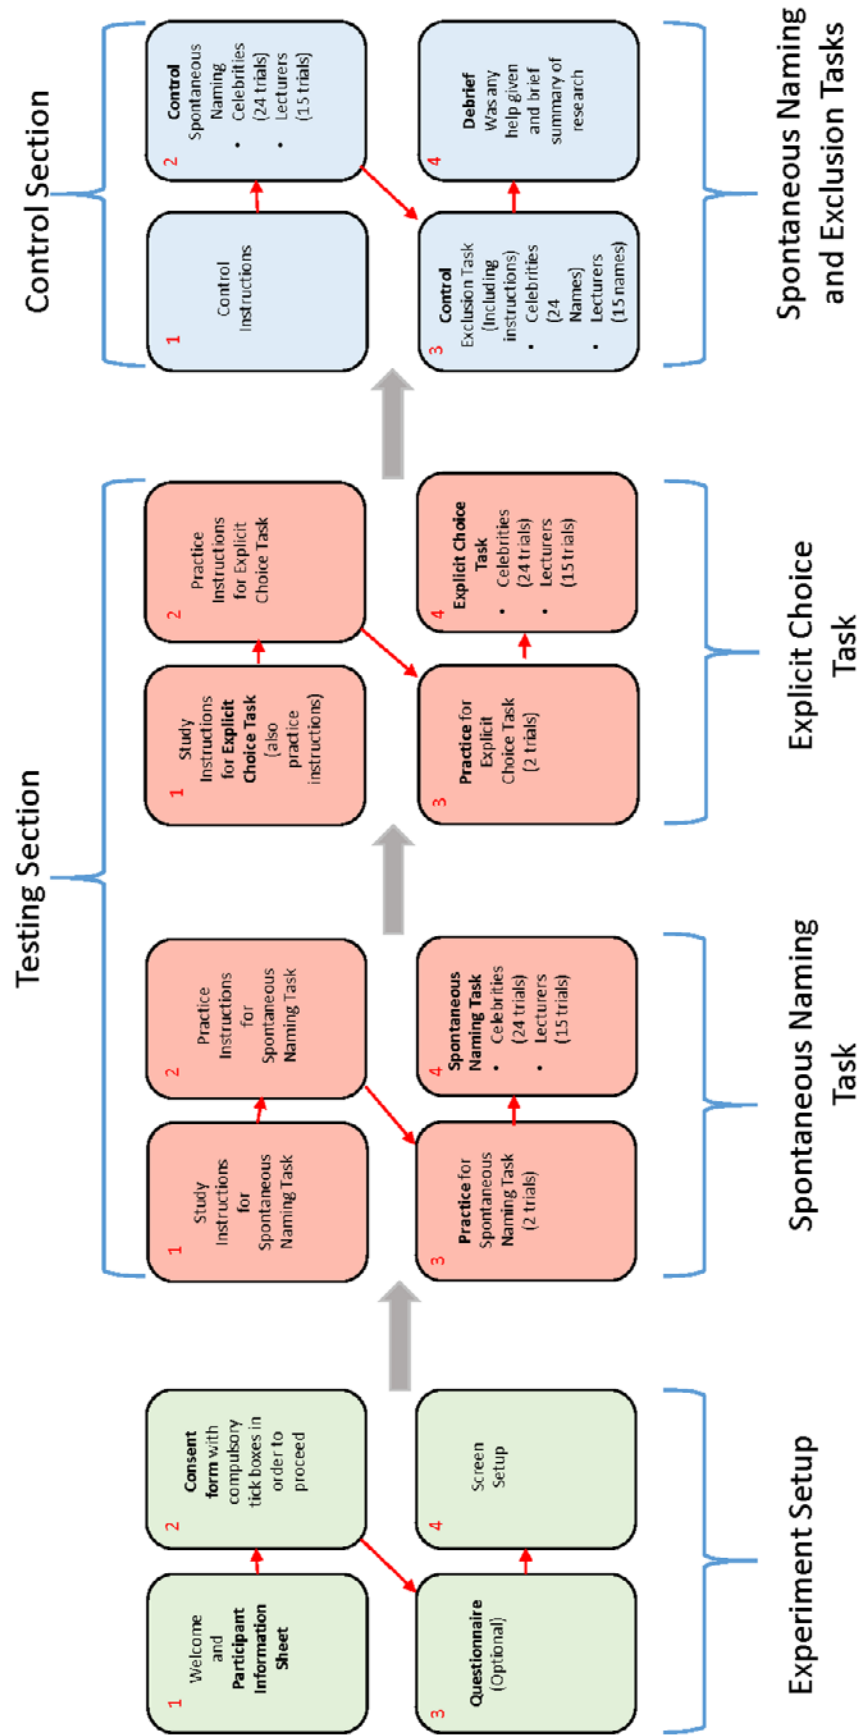 Testing Section
Control Section
1
Welcome
and
Participant
Information
Sheet
2
Consent
form with
compulsory
tick boxes in
order to
proceed
3
Questionnaire
(Optional)
4
Screen
Setup
Experiment Setup
1
Study
Instructions
for
Spontaneous
Naming Task
2
Practice
Instructions
for
Spontaneous
Naming Task
3
Practice for
Spontaneous
Naming Task
(2 trials)
4
Spontaneous
Naming Task
• Celebrities
(24 trials)
• Lecturers
(15 trials)
Spontaneous Naming
Task
1
Study
Instructions
for Explicit
Choice Task
(also
practice
instructions)
2
Practice
Instructions
for Explicit
Choice Task
3
Practice for
Explicit
Choice Task
(2 trials)
4
Explicit Choice
Task
• Celebrities
(24 trials)
• Lecturers
(15 trials)
Explicit Choice
Task
1
Control
Instructions
2
Control
Spontaneous
Naming
• Celebrities
(24 trials)
• Lecturers
(15 trials)
3
Control
Exclusion Task
(Including
instructions)
• Celebrities
(24
Names)
• Lecturers
(15 names)
4
Debrief
Was any
help given
and brief
summary of
research
Spontaneous Naming
and Exclusion Tasks